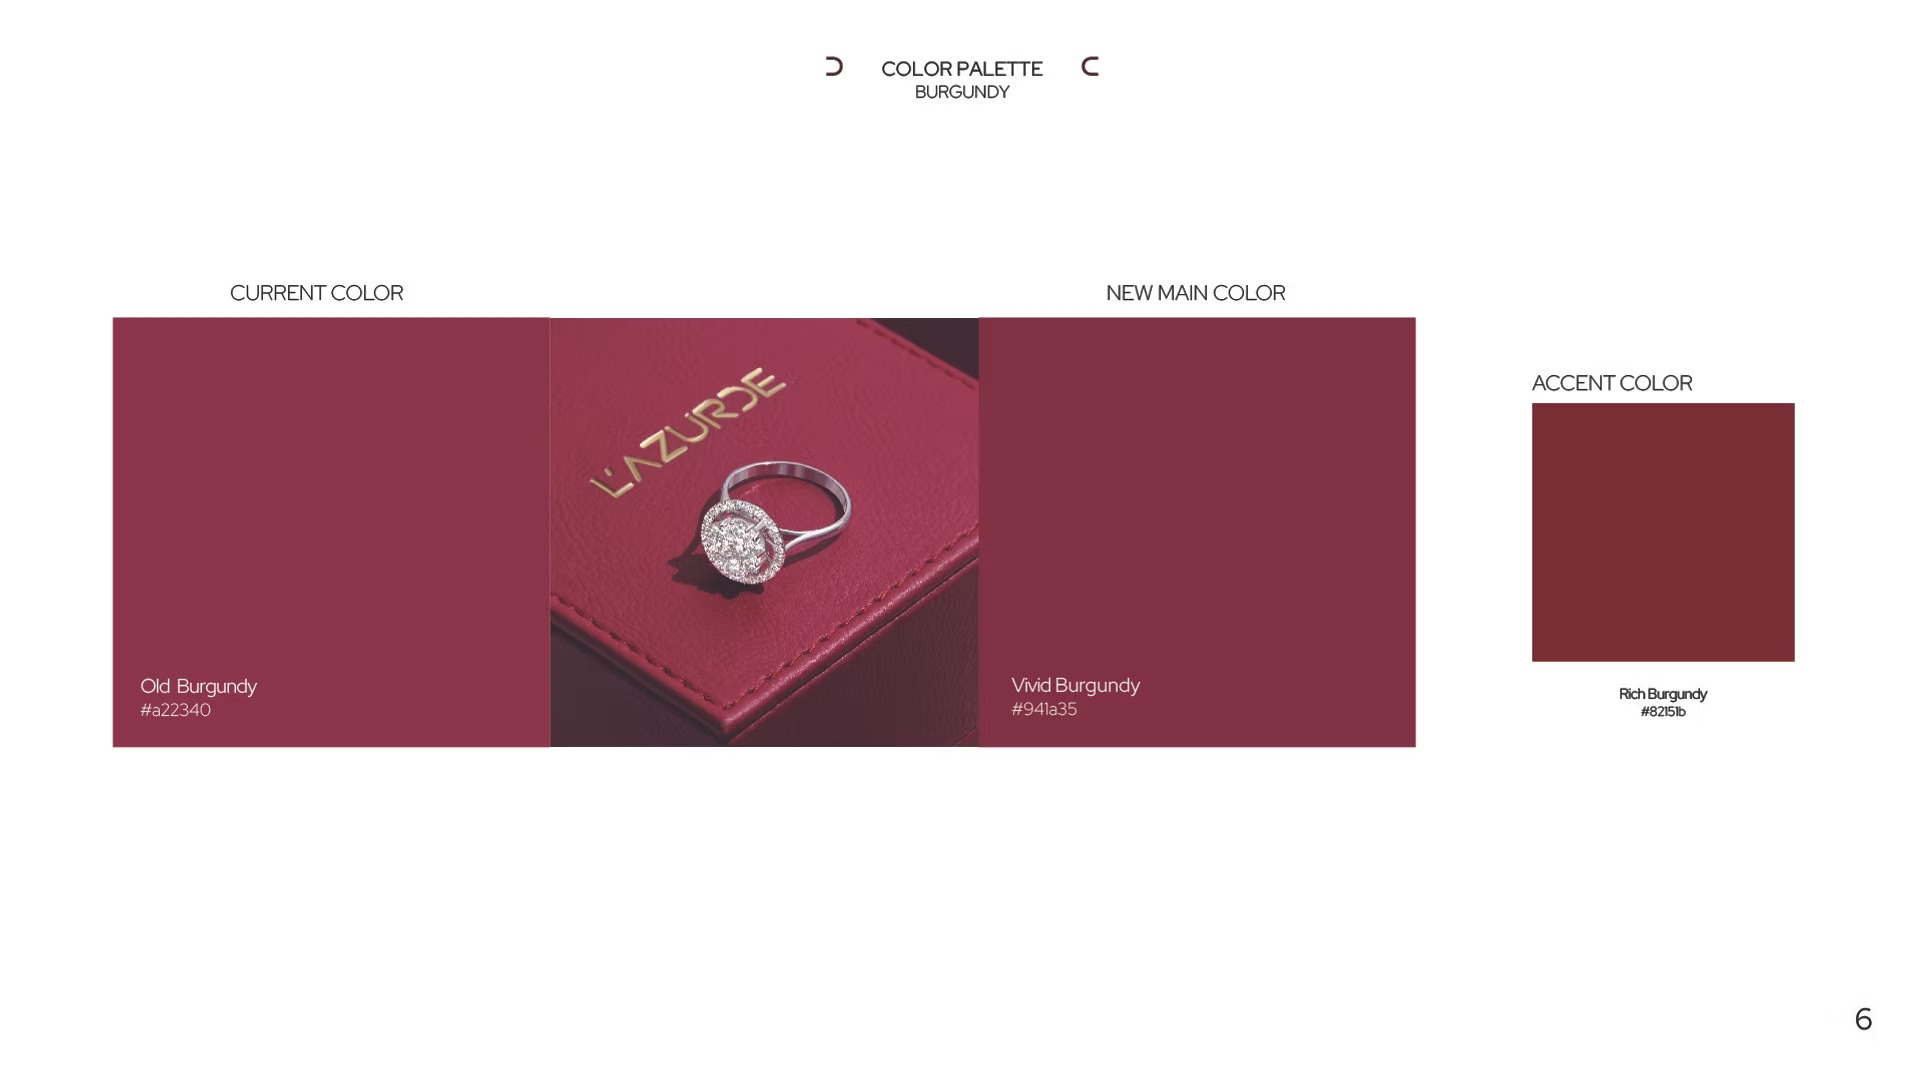 COLOR PALETTE
BURGUNDY
CURRENT COLOR
NEW MAIN COLOR
ACCENT COLOR
L'AZURDE
Old Burgundy
#a22340
Vivid Burgundy
#941a35
Rich Burgundy
#82151b
6